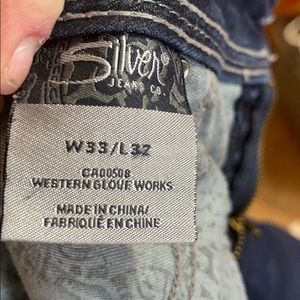 Silver®
JEANS CO.
W33/L32
CA00508
WESTERN GLOVE WORKS
MADE IN CHINA/
FABRIQUÉ EN CHINE